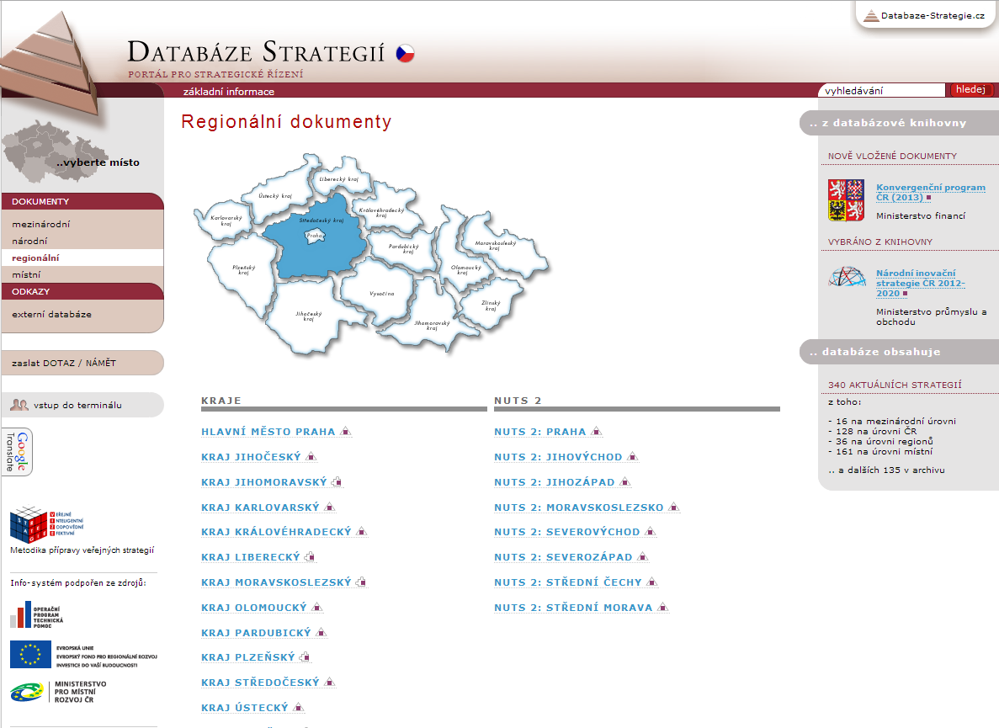 Databaze-Strategie.cz
DATABÁZE STRATEGIÍ
PORTÁL PRO STRATEGICKÉ ŘÍZENÍ
základní informace
vyhledávání
hledej
..vyberte místo
DOKUMENTY
mezinárodní
národní
regionální
místní
ODKAZY
externí databáze
zaslat DOTAZ / NÁMĚT
vstup do terminálu
Google
Translate
STRATEGIE
VEŘEJNÉ
INTELIGENTNÍ
ZODPOVĚDNÉ
EFEKTIVNÍ
Metodika přípravy veřejných strategií
Info-systém podpořen ze zdrojů:
OPERAČNÍ
PROGRAM
TECHNICKÁ
POMOC
EVROPSKÁ UNIE
EVROPSKÝ FOND PRO REGIONÁLNÍ ROZVOJ
INVESTICE DO VAŠÍ BUDOUCNOSTI
MINISTERSTVO
PRO MÍSTNÍ
ROZVOJ ČR
Regionální dokumenty
Liberecký kraj
Ústecký kraj
Karlovarský
kraj
Královéhradecký
kraj
Středočeský kraj
Praha
Pardubický
kraj
Moravskoslezský
kraj
Plzeňský
kraj
Olomoucký
kraj
Vysočina
Zlínský
kraj
Jihočeský
kraj
Jihomoravský
kraj
KRAJE
HLAVNÍ MĚSTO PRAHA
KRAJ JIHOČESKÝ
KRAJ JIHOMORAVSKÝ
KRAJ KARLOVARSKÝ
KRAJ KRÁLOVÉHRADECKÝ
KRAJ LIBERECKÝ
KRAJ MORAVSKOSLEZSKÝ
KRAJ OLOMOUCKÝ
KRAJ PARDUBICKÝ
KRAJ PLZEŇSKÝ
KRAJ STŘEDOČESKÝ
KRAJ ÚSTECKÝ
NUTS 2
NUTS 2: PRAHA
NUTS 2: JIHOVÝCHOD
NUTS 2: JIHOZÁPAD
NUTS 2: MORAVSKOSLEZSKO
NUTS 2: SEVEROVÝCHOD
NUTS 2: SEVEROZÁPAD
NUTS 2: STŘEDNÍ ČECHY
NUTS 2: STŘEDNÍ MORAVA
.. z databázové knihovny
NOVĚ VLOŽENÉ DOKUMENTY
Konvergenční program
ČR (2013)
Ministerstvo financí
VYBRÁNO Z KNIHOVNY
Národní inovační
strategie ČR 2012-
2020
Ministerstvo průmyslu a
obchodu
.. databáze obsahuje
340 AKTUÁLNÍCH STRATEGIÍ
z toho:
- 16 na mezinárodní úrovni
- 128 na úrovni ČR
- 36 na úrovni regionů
- 161 na úrovni místní
.. a dalších 135 v archivu